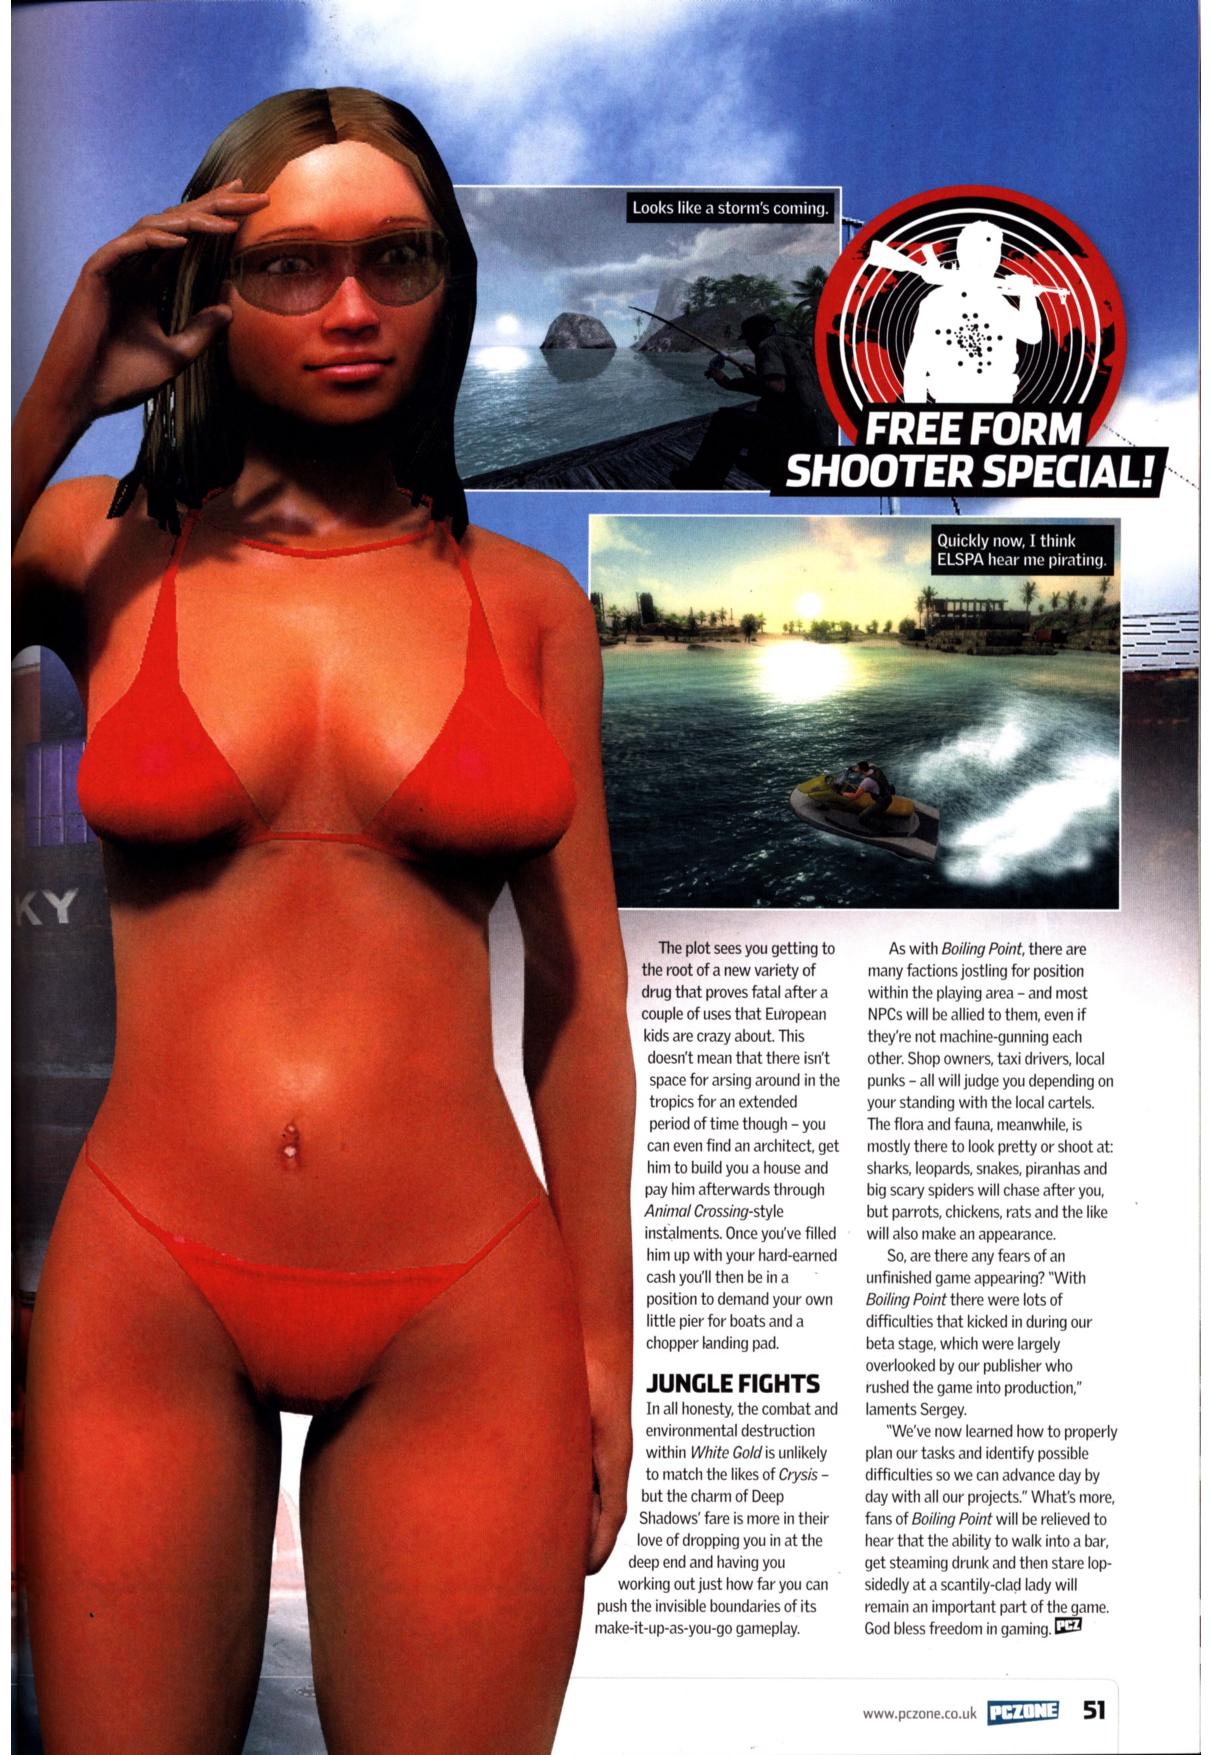 Looks like a storm's coming.
FREE FORM
SHOOTER SPECIAL!
Quickly now, I think
ELSPA hear me pirating.
KY
The plot sees you getting to
the root of a new variety of
drug that proves fatal after a
couple of uses that European
kids are crazy about. This
doesn't mean that there isn't
space for arsing around in the
tropics for an extended
period of time though – you
can even find an architect, get
him to build you a house and
pay him afterwards through
Animal Crossing-style
instalments. Once you've filled
him up with your hard-earned
cash you'll then be in a
position to demand your own
little pier for boats and a
chopper landing pad.
JUNGLE FIGHTS
In all honesty, the combat and
environmental destruction
within White Gold is unlikely
to match the likes of Crysis –
but the charm of Deep
Shadows' fare is more in their
love of dropping you in at the
deep end and having you
working out just how far you can
push the invisible boundaries of its
make-it-up-as-you-go gameplay.
As with Boiling Point, there are
many factions jostling for position
within the playing area – and most
NPCs will be allied to them, even if
they're not machine-gunning each
other. Shop owners, taxi drivers, local
punks – all will judge you depending on
your standing with the local cartels.
The flora and fauna, meanwhile, is
mostly there to look pretty or shoot at:
sharks, leopards, snakes, piranhas and
big scary spiders will chase after you,
but parrots, chickens, rats and the like
will also make an appearance.
So, are there any fears of an
unfinished game appearing? "With
Boiling Point there were lots of
difficulties that kicked in during our
beta stage, which were largely
overlooked by our publisher who
rushed the game into production,"
laments Sergey.
"We've now learned how to properly
plan our tasks and identify possible
difficulties so we can advance day by
day with all our projects." What's more,
fans of Boiling Point will be relieved to
hear that the ability to walk into a bar,
get steaming drunk and then stare lop-
sidedly at a scantily-clad lady will
remain an important part of the game.
God bless freedom in gaming. PCZ
www.pczone.co.uk PCZONE 51